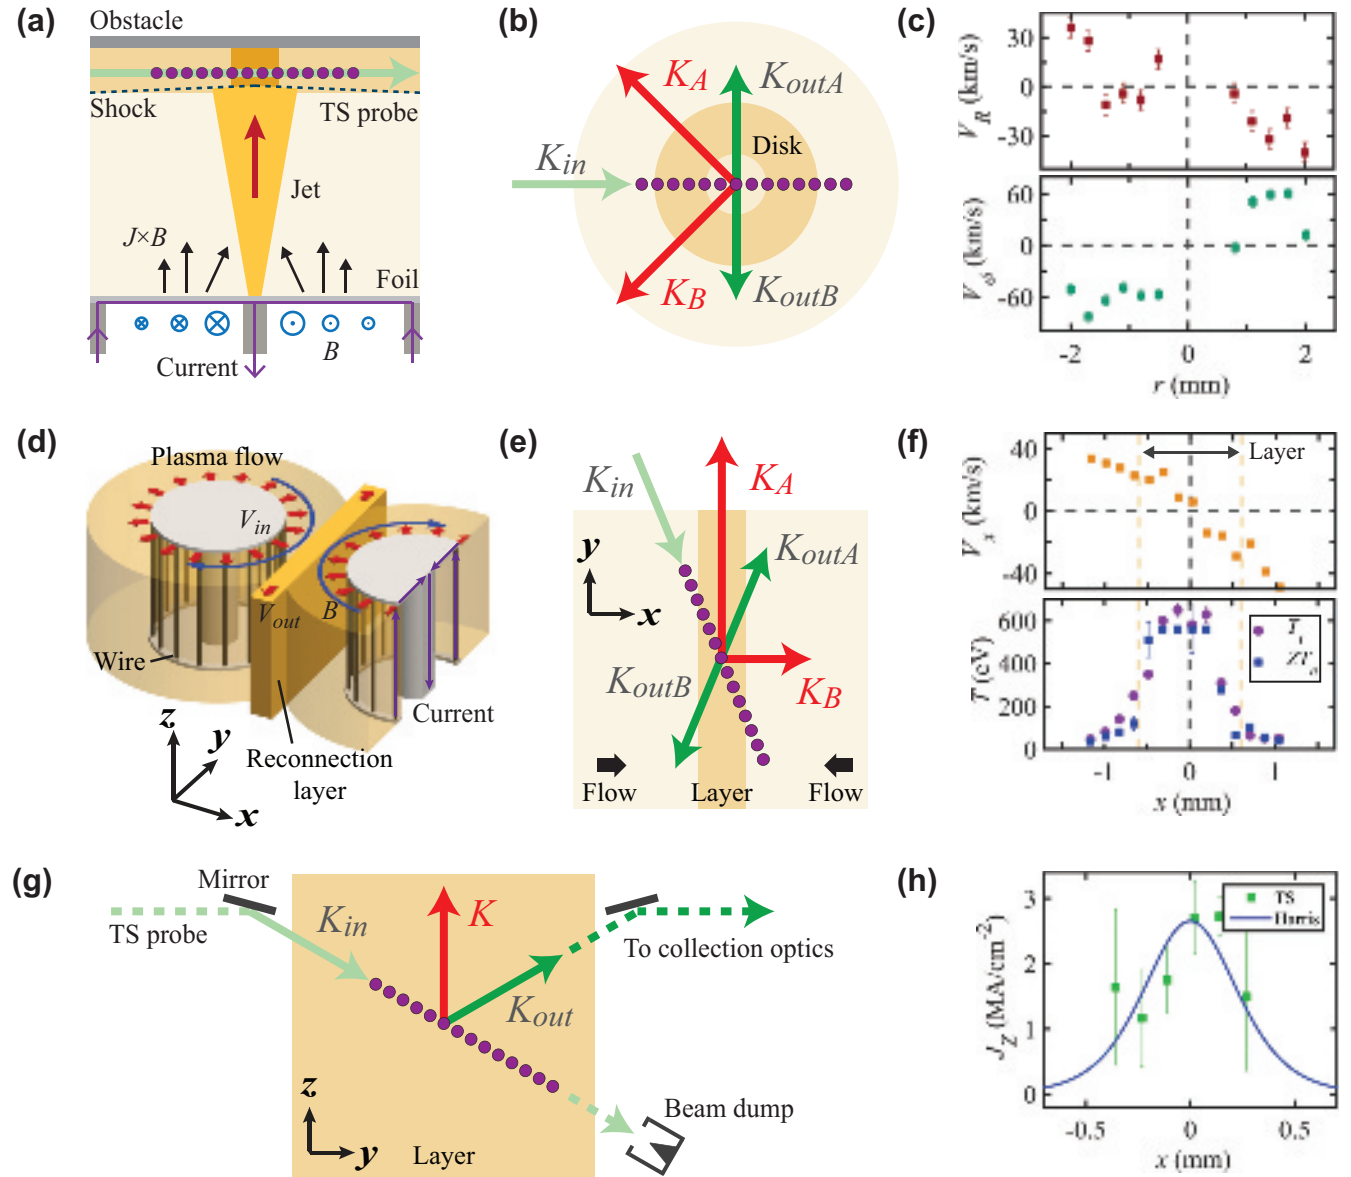 (a)
Obstacle
Shock
TS probe
Jet
J×B
Foil
B
Current
(b)
K_A
K_outA
K_in
Disk
K_B
K_outB
(c)
V_R (km/s)
30
0
-30
V_ϕ (km/s)
60
0
-60
-2 0 2
r (mm)
(d)
Plasma flow
V_in
V_out
B
Wire
Current
z
y
x
Reconnection
layer
(e)
K_in
K_A
K_outA
y
x
K_outB
K_B
Flow
Layer
Flow
(f)
V_x (km/s)
40
0
-40
Layer
T (eV)
600
400
200
0
T_i
ZT_e
-1 0 1
x (mm)
(g)
Mirror
TS probe
K_in
K
To collection optics
K_out
z
y
Layer
Beam dump
(h)
J_Z (MA/cm⁻²)
3
2
1
0
TS
Harris
-0.5 0 0.5
x (mm)